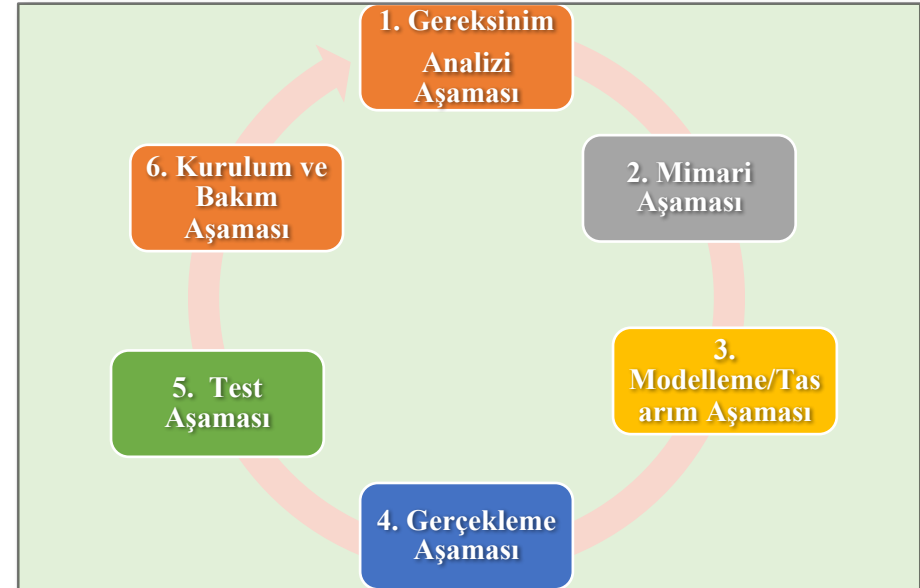 1. Gereksinim
Analizi
Aşaması
2. Mimari
Aşaması
3.
Modelleme/Tas
arım Aşaması
4. Gerçekleme
Aşaması
5. Test
Aşaması
6. Kurulum ve
Bakım
Aşaması